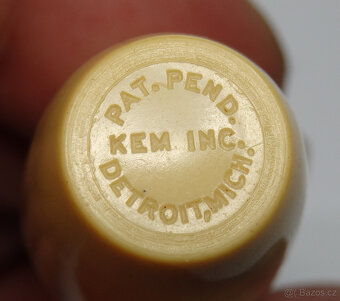 PAT. PEND.
KEM INC.
DETROIT, MICH.
Bazos.cz